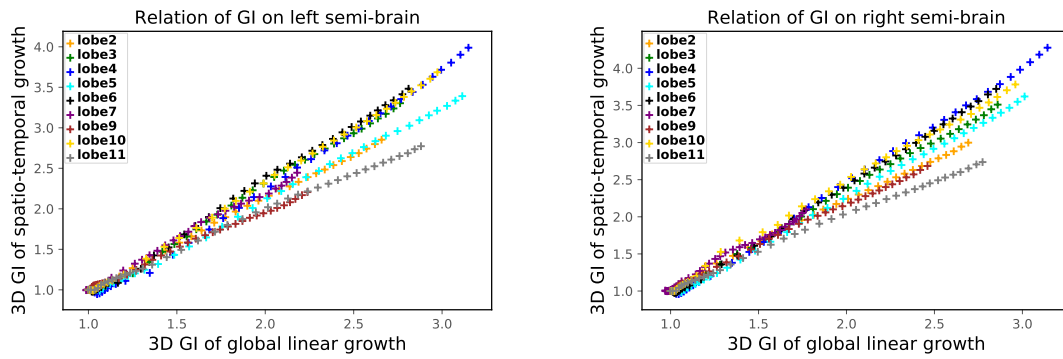 Relation of GI on left semi-brain
3D GI of spatio-temporal growth
4.0
3.5
3.0
2.5
2.0
1.5
1.0
lobe2
lobe3
lobe4
lobe5
lobe6
lobe7
lobe9
lobe10
lobe11
1.0 1.5 2.0 2.5 3.0
3D GI of global linear growth
Relation of GI on right semi-brain
3D GI of spatio-temporal growth
4.0
3.5
3.0
2.5
2.0
1.5
1.0
lobe2
lobe3
lobe4
lobe5
lobe6
lobe7
lobe9
lobe10
lobe11
1.0 1.5 2.0 2.5 3.0
3D GI of global linear growth